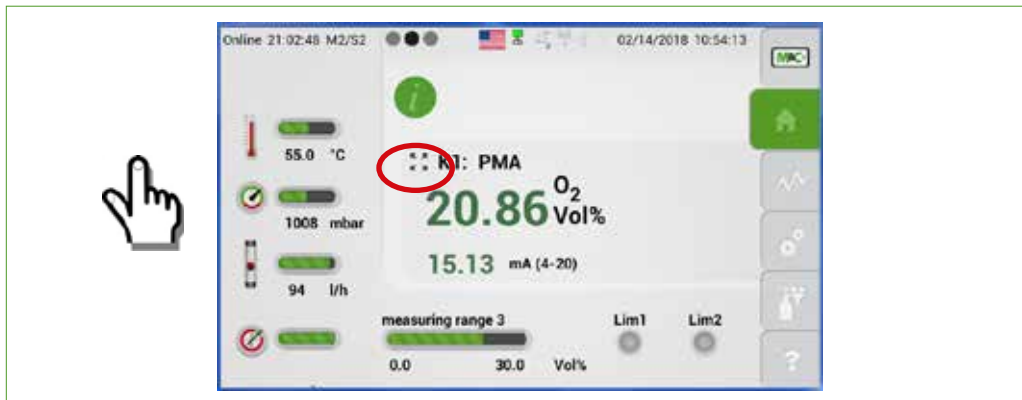 Online 21:02:48 M2/S2
02/14/2018 10:54:13
MAC
i
55.0 °C
K1: PMA
20.86 O2 Vol%
1008 mbar
15.13 mA (4-20)
94 l/h
measuring range 3
Lim1
Lim2
0.0
30.0
Vol%
?